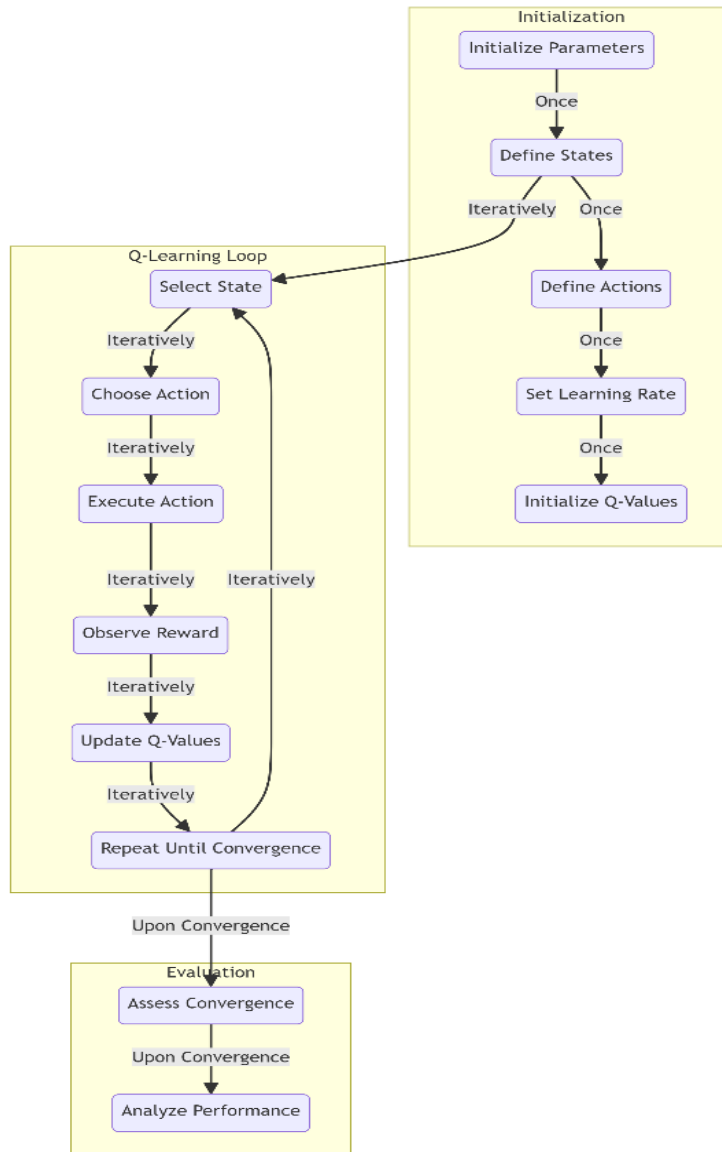 Initialization
Initialize Parameters
Once
Define States
Iteratively
Once
Define Actions
Once
Set Learning Rate
Once
Initialize Q-Values
Q-Learning Loop
Select State
Iteratively
Choose Action
Iteratively
Execute Action
Iteratively
Iteratively
Observe Reward
Iteratively
Update Q-Values
Iteratively
Repeat Until Convergence
Upon Convergence
Evaluation
Assess Convergence
Upon Convergence
Analyze Performance